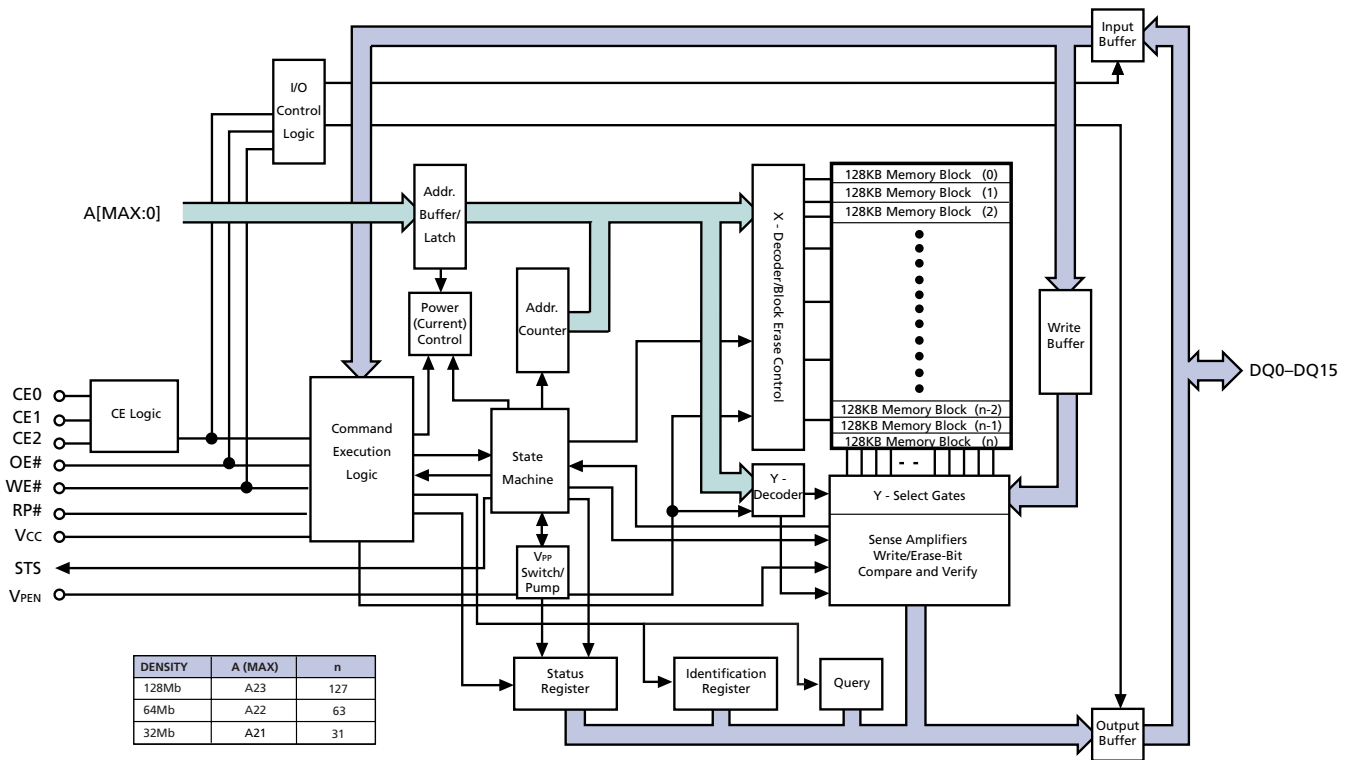 Input
Buffer
I/O
Control
Logic
A[MAX:0]
Addr.
Buffer/
Latch
X - Decoder/Block Erase Control
128KB Memory Block (0)
128KB Memory Block (1)
128KB Memory Block (2)
Power
(Current)
Control
Addr.
Counter
Write
Buffer
DQ0–DQ15
CE0
CE1
CE2
OE#
WE#
RP#
VCC
STS
VPEN
CE Logic
Command
Execution
Logic
State
Machine
128KB Memory Block (n-2)
128KB Memory Block (n-1)
128KB Memory Block (n)
Y -
Decoder
Y - Select Gates
Sense Amplifiers
Write/Erase-Bit
Compare and Verify
VPP
Switch/
Pump
Status
Register
Identification
Register
Query
Output
Buffer
DENSITY A (MAX) n
128Mb A23 127
64Mb A22 63
32Mb A21 31